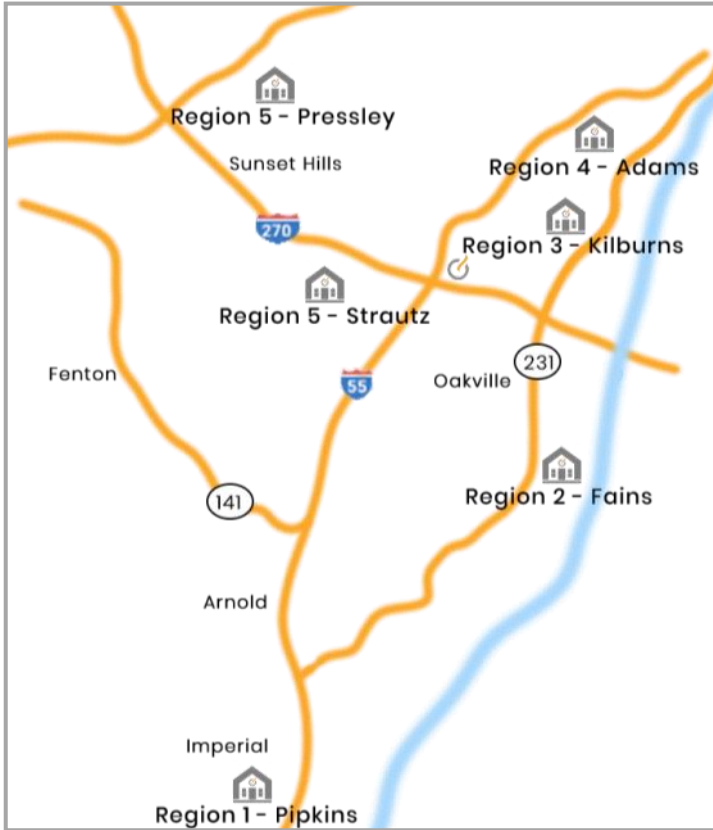 Region 5 - Pressley
Sunset Hills
Region 4 - Adams
270
Region 3 - Kilburns
Region 5 - Strautz
231
Fenton
55
Oakville
Region 2 - Fains
141
Arnold
Imperial
Region 1 - Pipkins